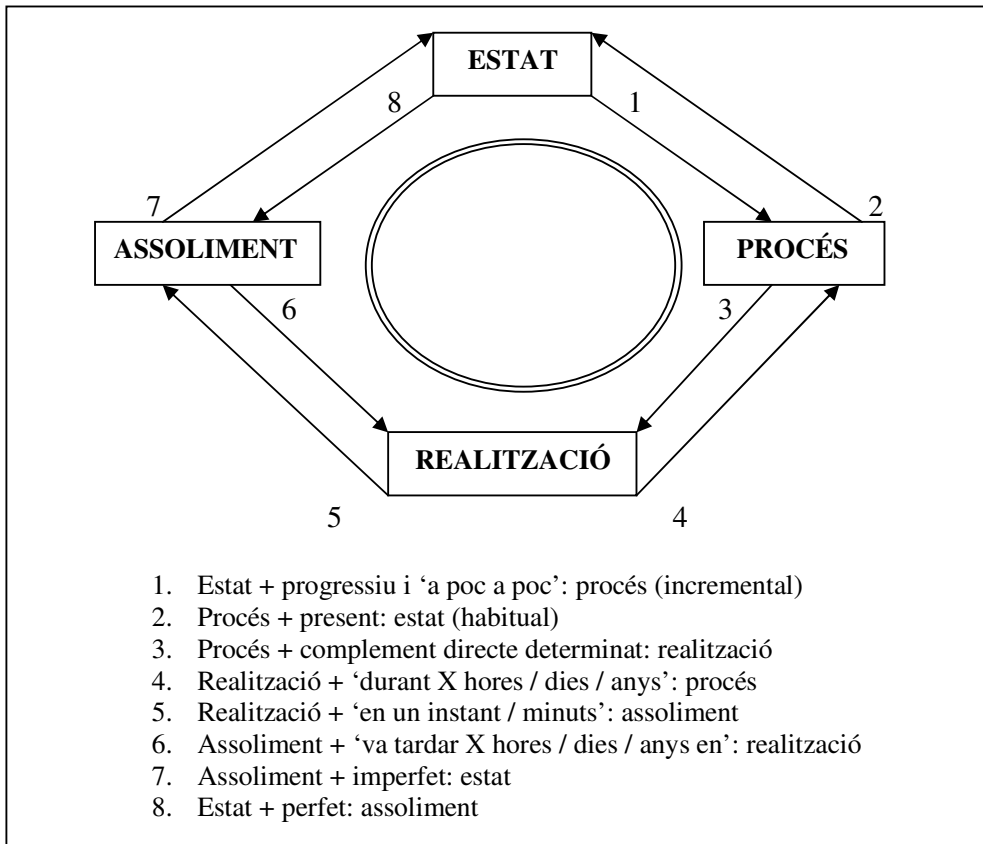 ESTAT
8 1
7 2
ASSOLIMENT PROCÉS
6 3
REALITZACIÓ
5 4
1. Estat + progressiu i ‘a poc a poc’: procés (incremental)
2. Procés + present: estat (habitual)
3. Procés + complement directe determinat: realització
4. Realització + ‘durant X hores / dies / anys’: procés
5. Realització + ‘en un instant / minuts’: assoliment
6. Assoliment + ‘va tardar X hores / dies / anys en’: realització
7. Assoliment + imperfet: estat
8. Estat + perfet: assoliment